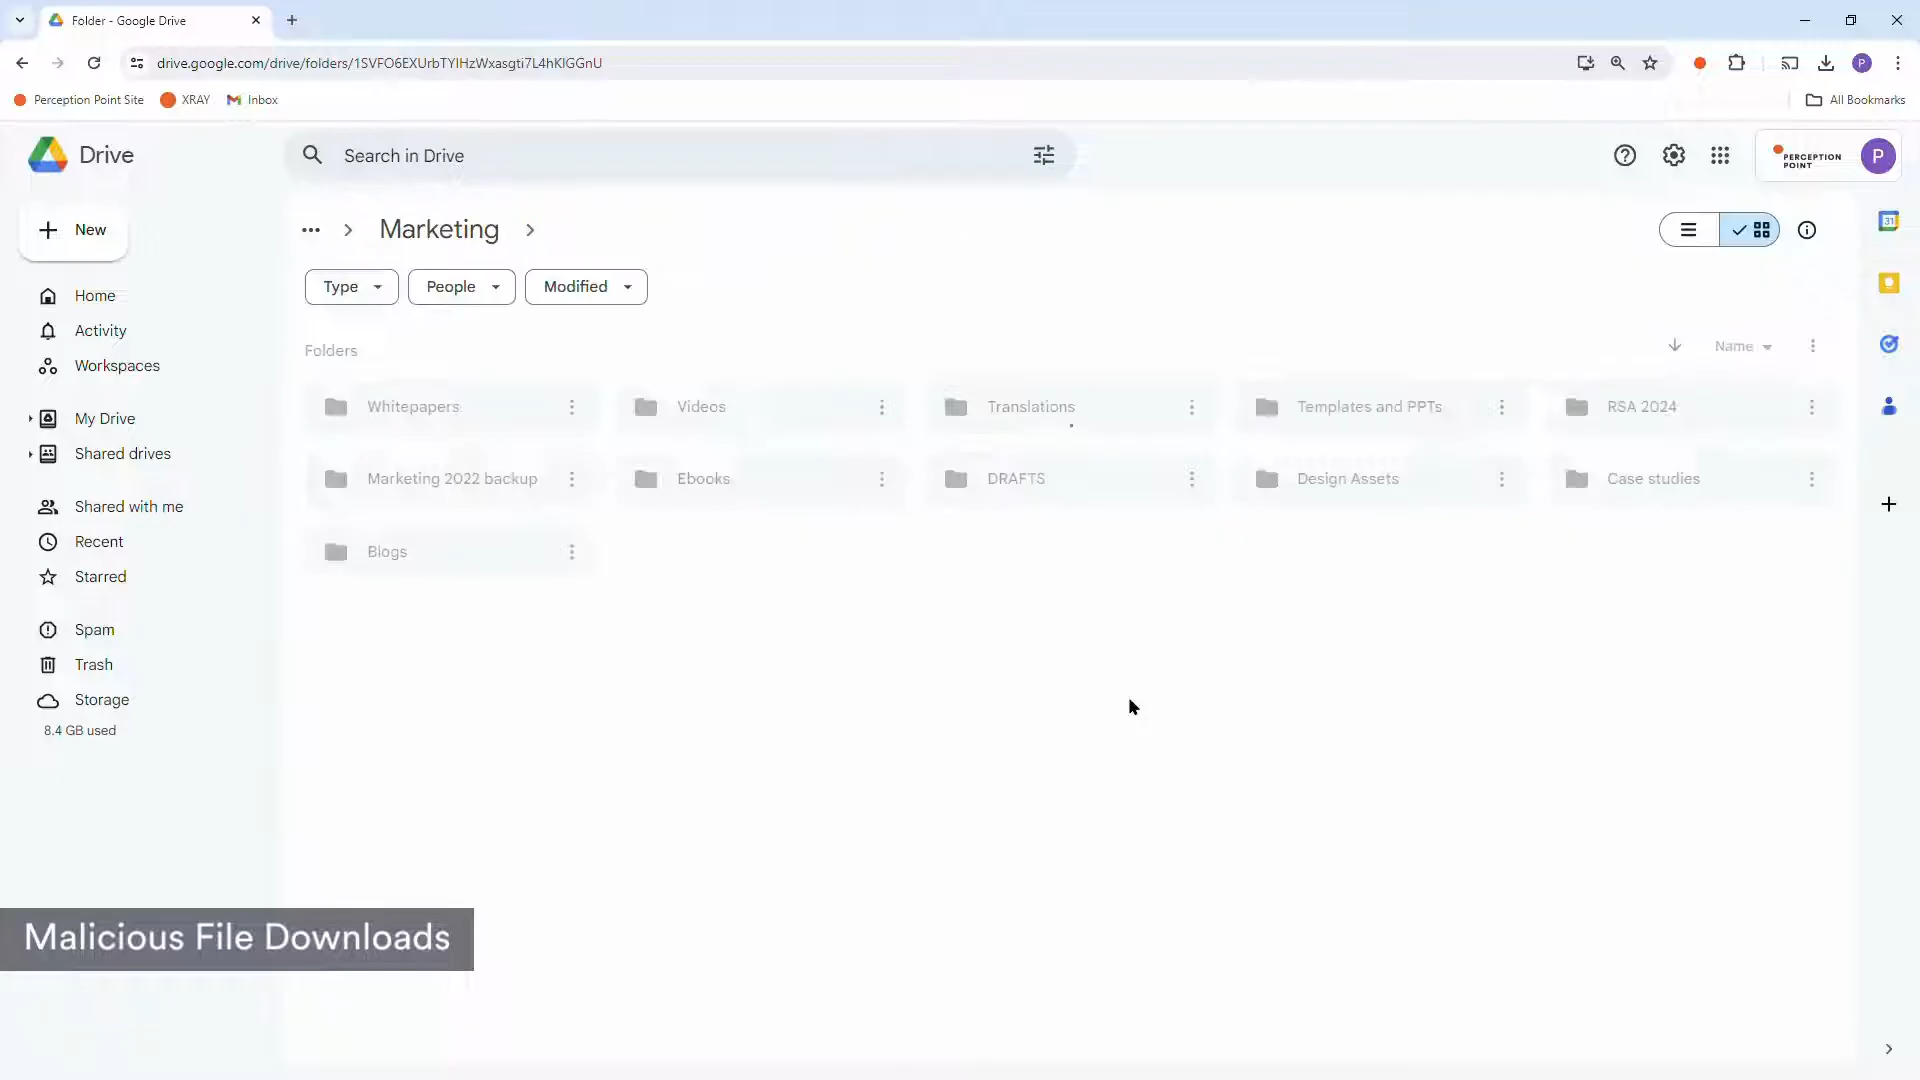 Folder - Google Drive
drive.google.com/drive/folders/1SVFO6EXUrbTYlHzWxasgti7L4hKlGGnU
P
Perception Point Site
XRAY
Inbox
All Bookmarks
Drive
Search in Drive
PERCEPTION
POINT
P
New
Marketing
31
Type
People
Modified
Home
Activity
Workspaces
Folders
Name
Whitepapers
Videos
Translations
Templates and PPTs
RSA 2024
My Drive
Shared drives
Marketing 2022 backup
Ebooks
DRAFTS
Design Assets
Case studies
Shared with me
Recent
Blogs
Starred
Spam
Trash
Storage
8.4 GB used
Malicious File Downloads